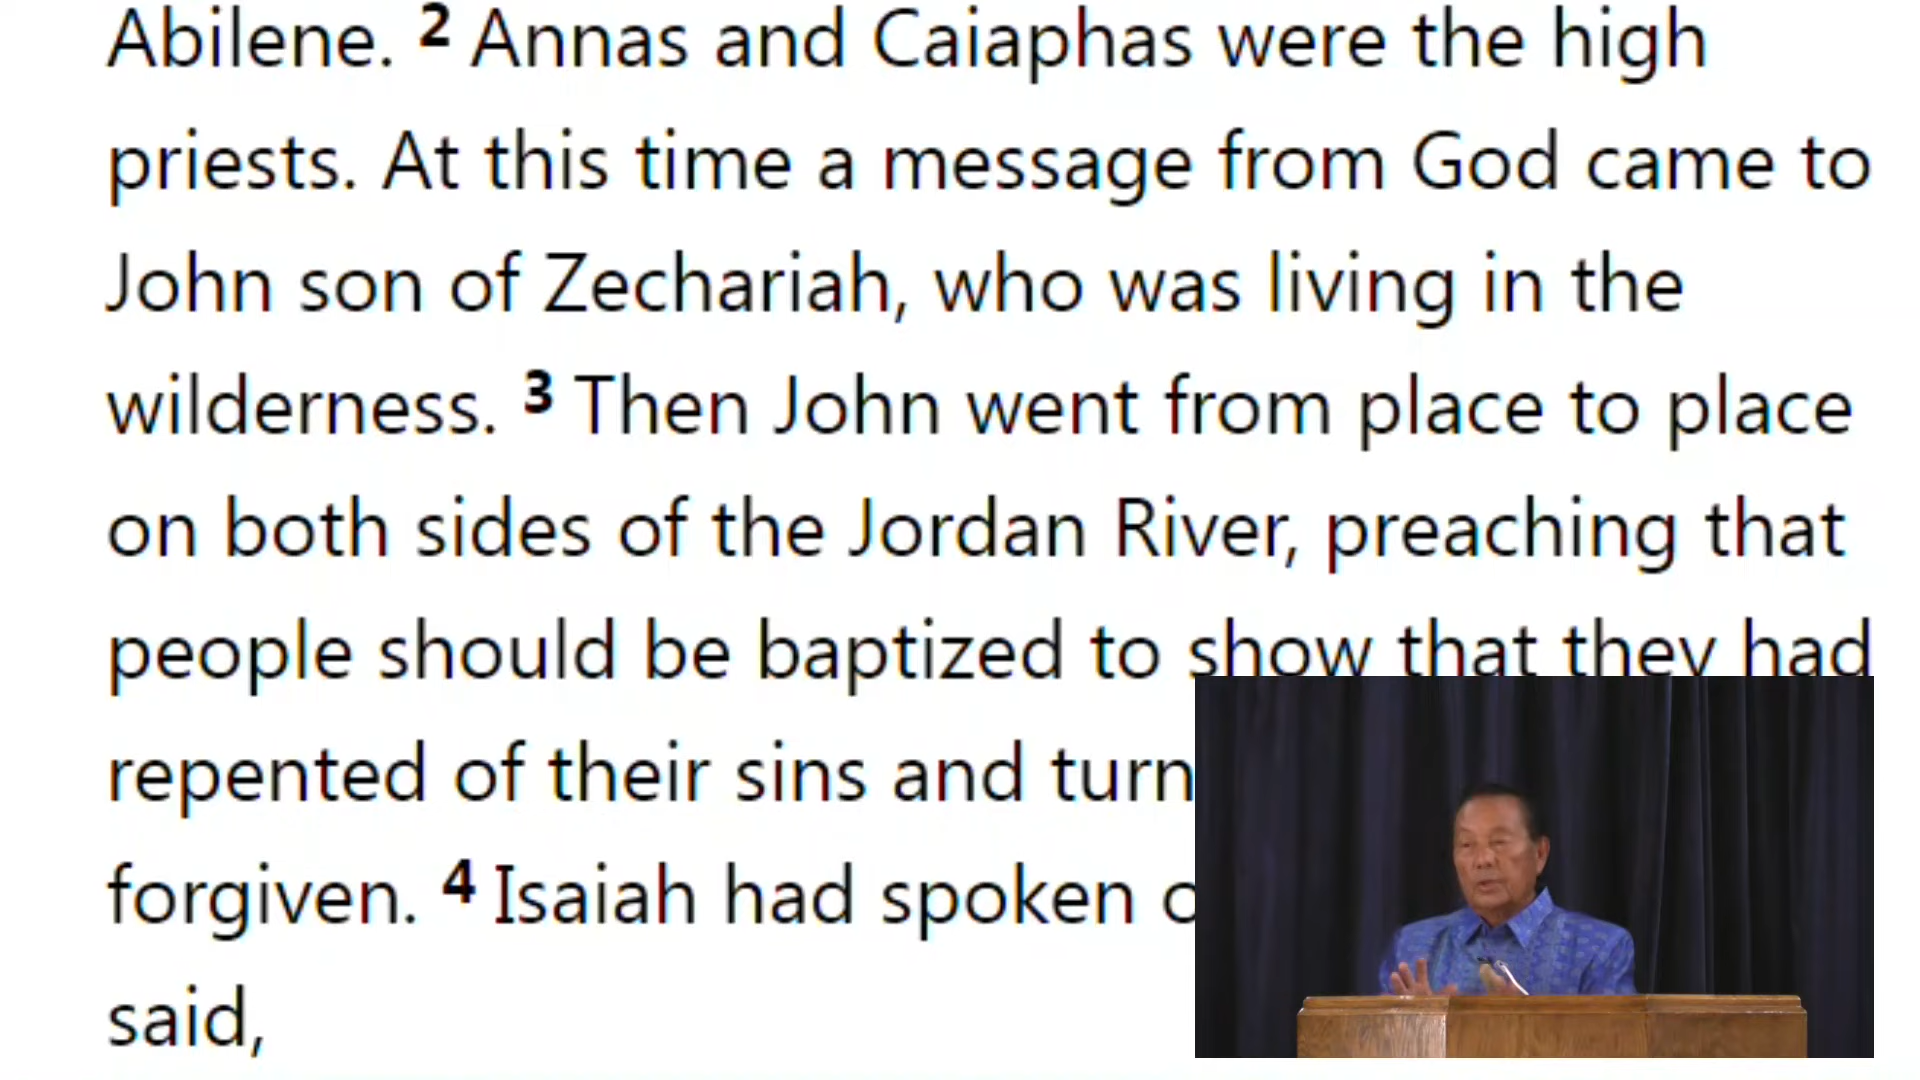 Abilene. 2 Annas and Caiaphas were the high
priests. At this time a message from God came to
John son of Zechariah, who was living in the
wilderness. 3 Then John went from place to place
on both sides of the Jordan River, preaching that
people should be baptized to show that they had
repented of their sins and turn
forgiven. 4 Isaiah had spoken
said,